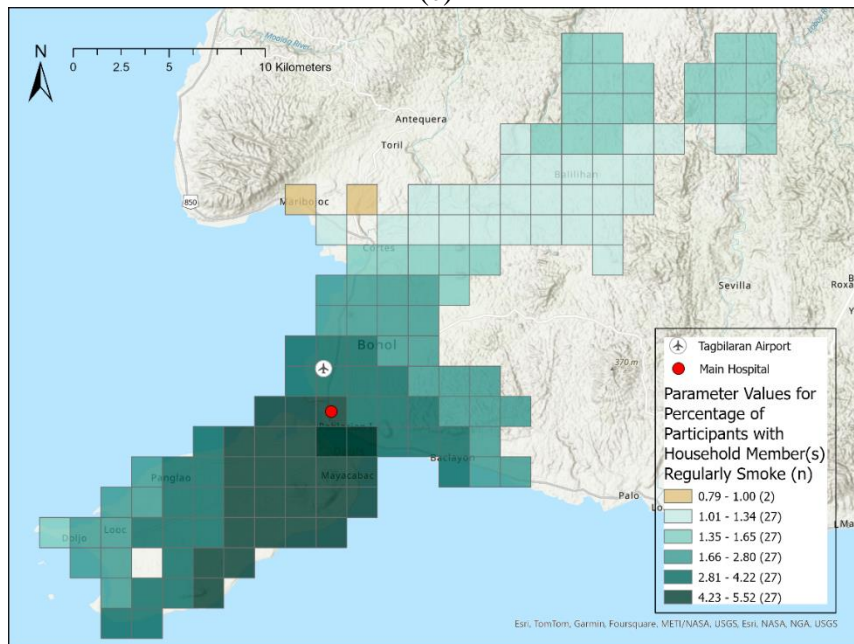 N
0 2.5 5 10 Kilometers
Antequera
Toril
Balilihan
850
Maribojoc
Cortes
Sevilla
Bohol
370 m
Panglao
Mayacabac
Baclayon
Looc
Doljo
Palo
Tagbilaran Airport
Main Hospital
Parameter Values for
Percentage of
Participants with
Household Member(s)
Regularly Smoke (n)
0.79 - 1.00 (2)
1.01 - 1.34 (27)
1.35 - 1.65 (27)
1.66 - 2.80 (27)
2.81 - 4.22 (27)
4.23 - 5.52 (27)
Esri, TomTom, Garmin, Foursquare, METI/NASA, USGS, Esri, NASA, NGA, USGS